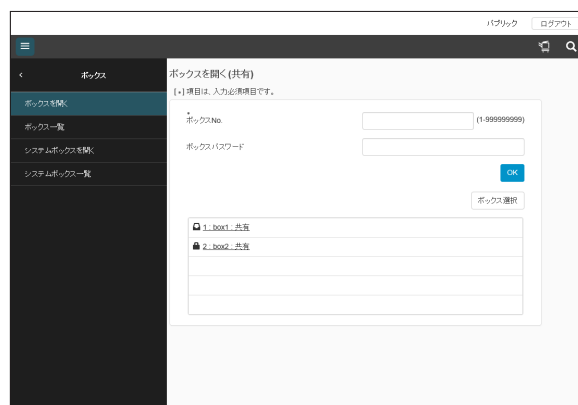 パブリック
ログアウト
ボックス
ボックスを開く
ボックス一覧
システムボックスを開く
システムボックス一覧
ボックスを開く(共有)
[*]項目は、入力必須項目です。
*
ボックスNo.
(1-999999999)
ボックスパスワード
OK
ボックス選択
1 : box1 : 共有
2 : box2 : 共有